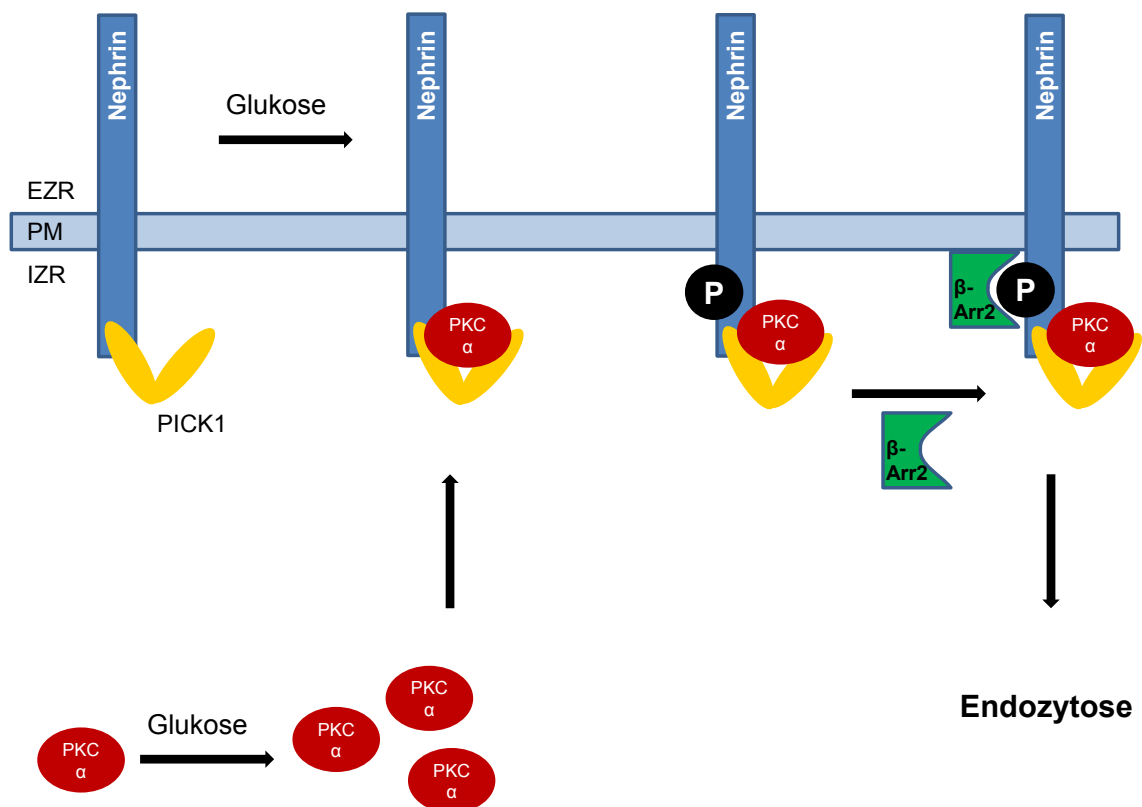 Nephrin
Nephrin
Nephrin
Nephrin
Glukose
EZR
PM
IZR
PICK1
PKC
α
P
PKC
α
β-
Arr2
P
PKC
α
β-
Arr2
PKC
α
Glukose
PKC
α
PKC
α
PKC
α
Endozytose